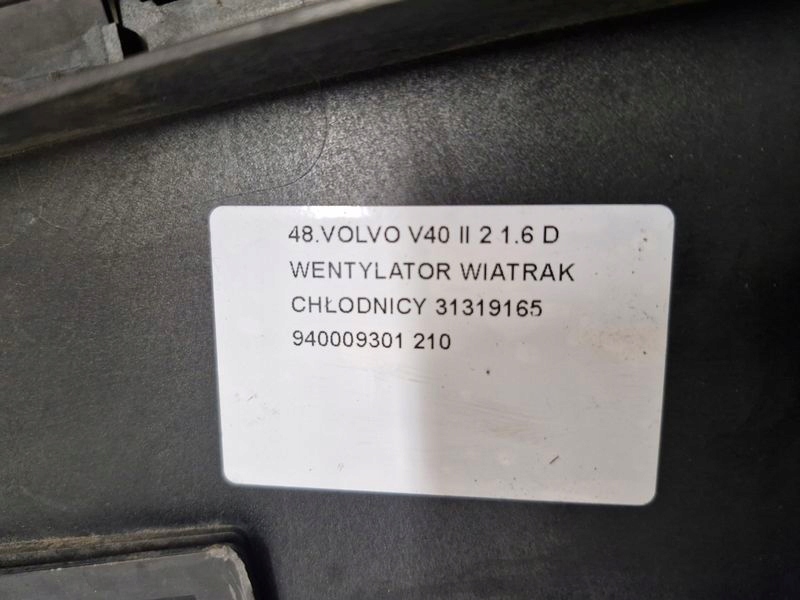 48.VOLVO V40 II 2 1.6 D
WENTYLATOR WIATRAK
CHŁODNICY 31319165
940009301 210